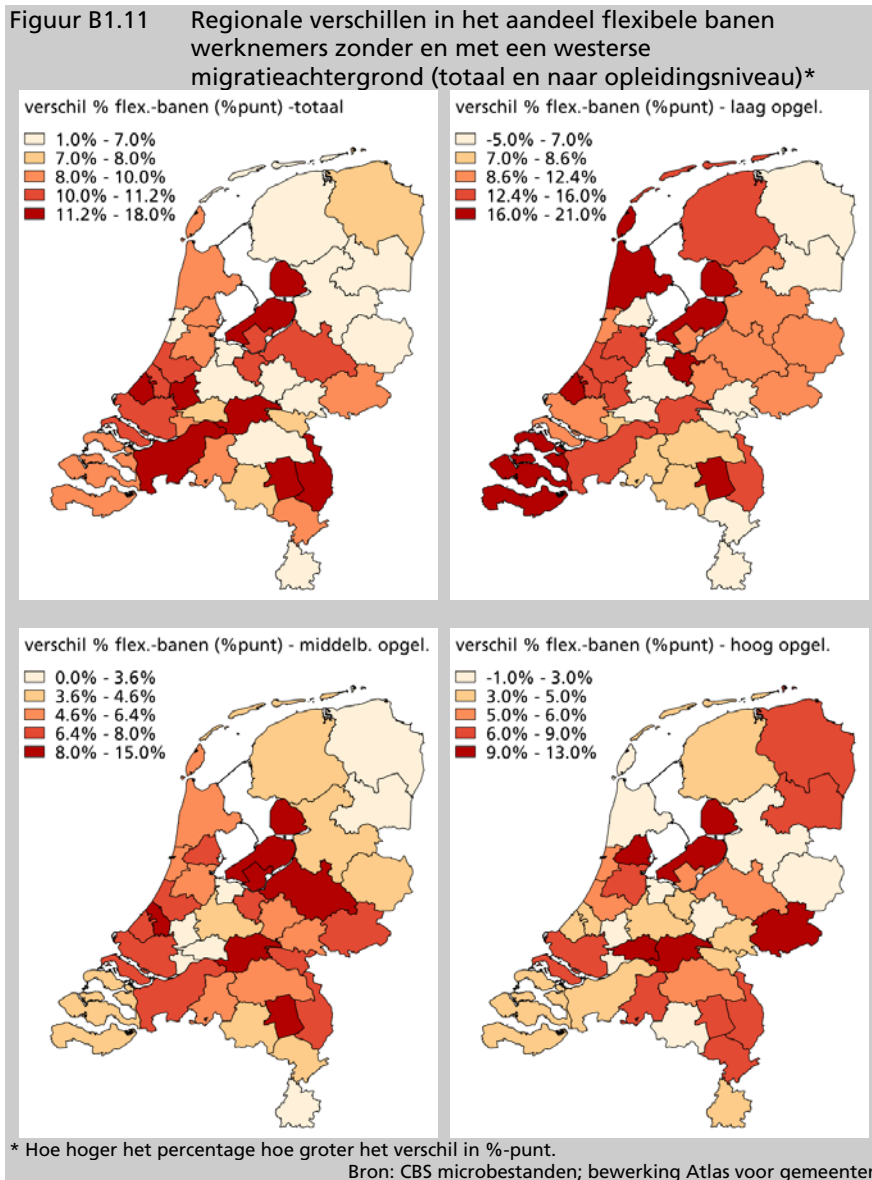 Figuur B1.11 Regionale verschillen in het aandeel flexibele banen
werknemers zonder en met een westerse
migratieachtergrond (totaal en naar opleidingsniveau)*
verschil % flex.-banen (%punt) -totaal
1.0% - 7.0%
7.0% - 8.0%
8.0% - 10.0%
10.0% - 11.2%
11.2% - 18.0%
verschil % flex.-banen (%punt) - laag opgel.
-5.0% - 7.0%
7.0% - 8.6%
8.6% - 12.4%
12.4% - 16.0%
16.0% - 21.0%
verschil % flex.-banen (%punt) - middelb. opgel.
0.0% - 3.6%
3.6% - 4.6%
4.6% - 6.4%
6.4% - 8.0%
8.0% - 15.0%
verschil % flex.-banen (%punt) - hoog opgel.
-1.0% - 3.0%
3.0% - 5.0%
5.0% - 6.0%
6.0% - 9.0%
9.0% - 13.0%
* Hoe hoger het percentage hoe groter het verschil in %-punt.
Bron: CBS microbestanden; bewerking Atlas voor gemeenten